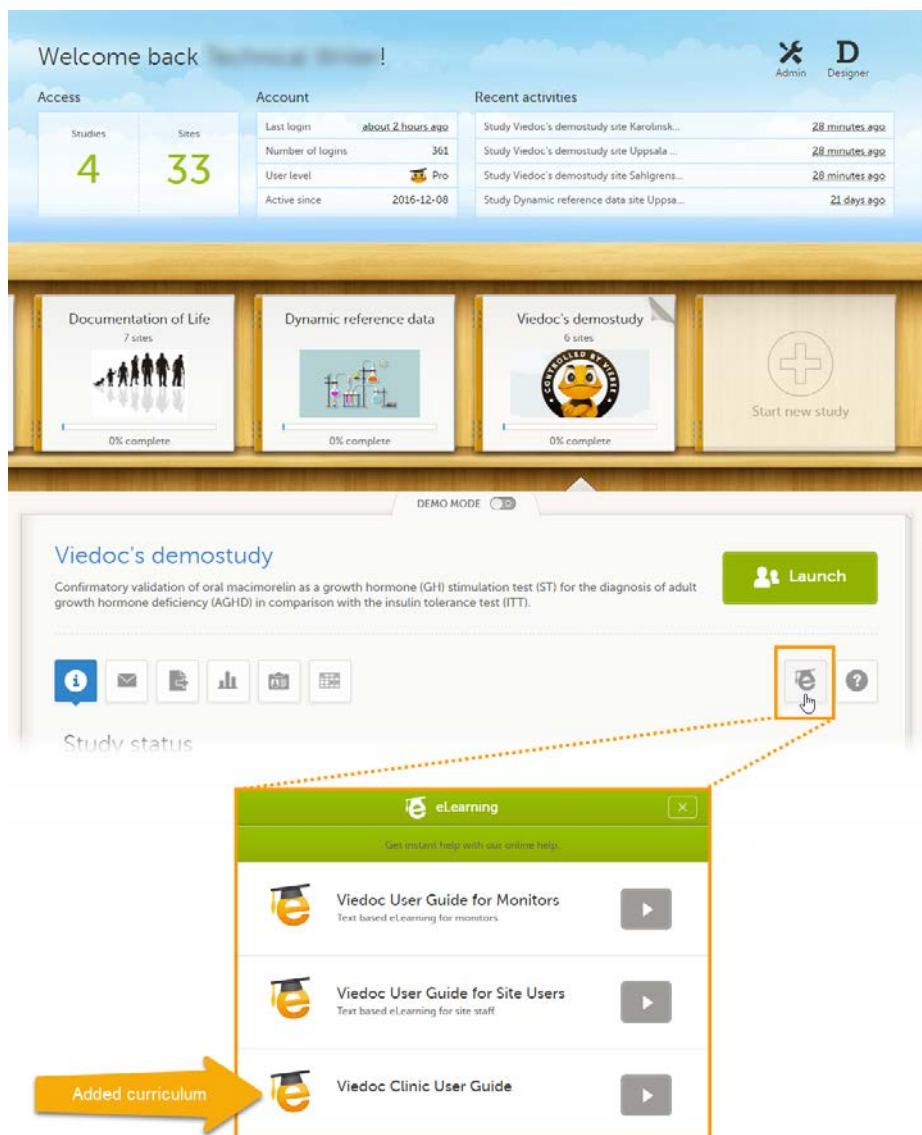 Welcome back !
Admin
D
Designer
Access
Account
Recent activities
Studies
Sites
4
33
Last login about 2 hours ago
Number of logins 361
User level Pro
Active since 2016-12-08
Study Viedoc's demostudy site Karolinsk... 28 minutes ago
Study Viedoc's demostudy site Uppsala ... 28 minutes ago
Study Viedoc's demostudy site Sahlgrens... 28 minutes ago
Study Dynamic reference data site Uppsa... 21 days ago
Documentation of Life
7 sites
0% complete
Dynamic reference data
0% complete
Viedoc's demostudy
6 sites
CONTROLLED BY VIEDOC
0% complete
Start new study
DEMO MODE
Viedoc's demostudy
Confirmatory validation of oral macimorelin as a growth hormone (GH) stimulation test (ST) for the diagnosis of adult
growth hormone deficiency (AGHD) in comparison with the insulin tolerance test (ITT).
Launch
Study status
eLearning
Get instant help with our online help.
Viedoc User Guide for Monitors
Text based eLearning for monitors
Viedoc User Guide for Site Users
Text based eLearning for site staff
Added curriculum
Viedoc Clinic User Guide